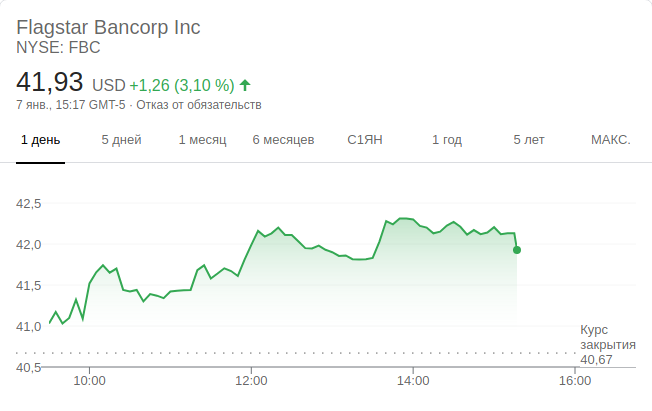 Flagstar Bancorp Inc
NYSE: FBC
41,93 USD +1,26 (3,10 %)
7 янв., 15:17 GMT-5 · Отказ от обязательств
1 день 5 дней 1 месяц 6 месяцев С1ЯН 1 год 5 лет МАКС.
42,5
42,0
41,5
41,0
Курс
закрытия
40,67
40,5
10:00 12:00 14:00 16:00